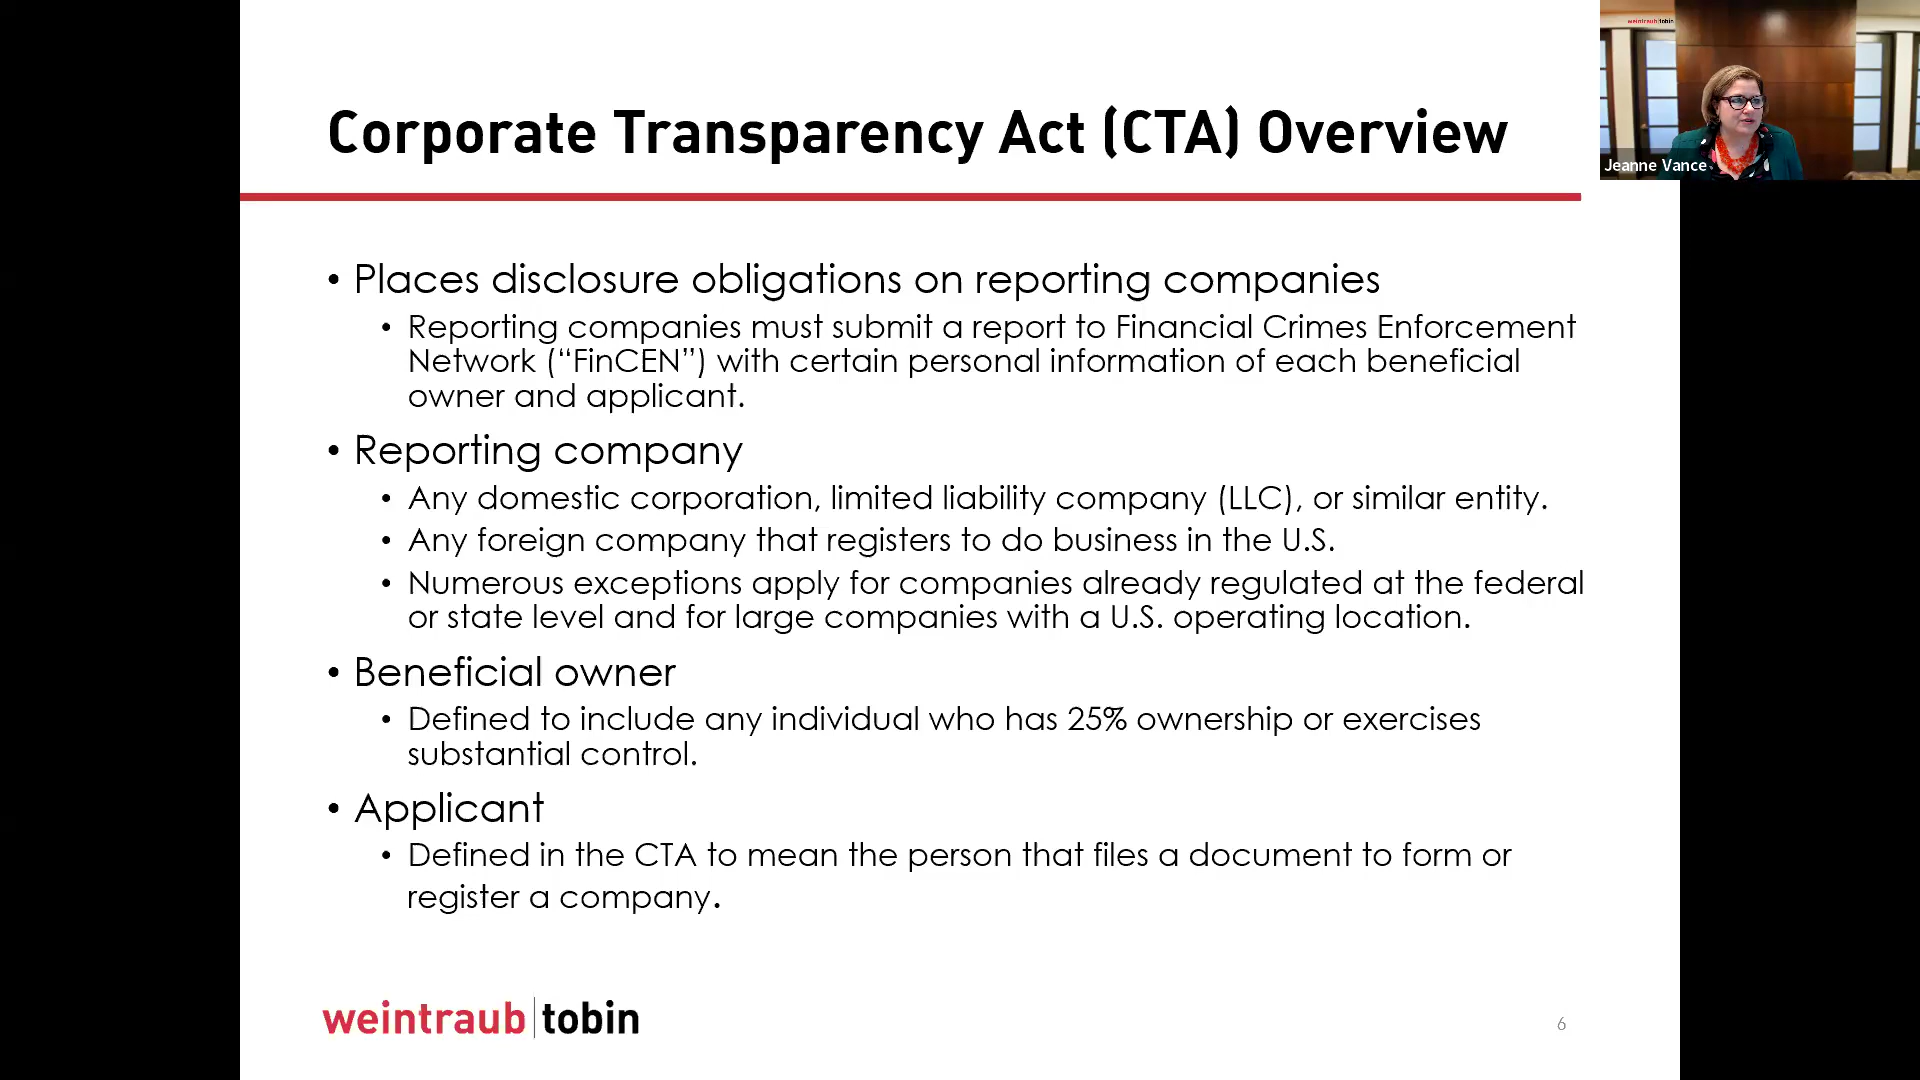 Corporate Transparency Act (CTA) Overview
weintraub tobin
Jeanne Vance
• Places disclosure obligations on reporting companies
• Reporting companies must submit a report to Financial Crimes Enforcement
Network (“FinCEN”) with certain personal information of each beneficial
owner and applicant.
• Reporting company
• Any domestic corporation, limited liability company (LLC), or similar entity.
• Any foreign company that registers to do business in the U.S.
• Numerous exceptions apply for companies already regulated at the federal
or state level and for large companies with a U.S. operating location.
• Beneficial owner
• Defined to include any individual who has 25% ownership or exercises
substantial control.
• Applicant
• Defined in the CTA to mean the person that files a document to form or
register a company.
weintraub|tobin
6